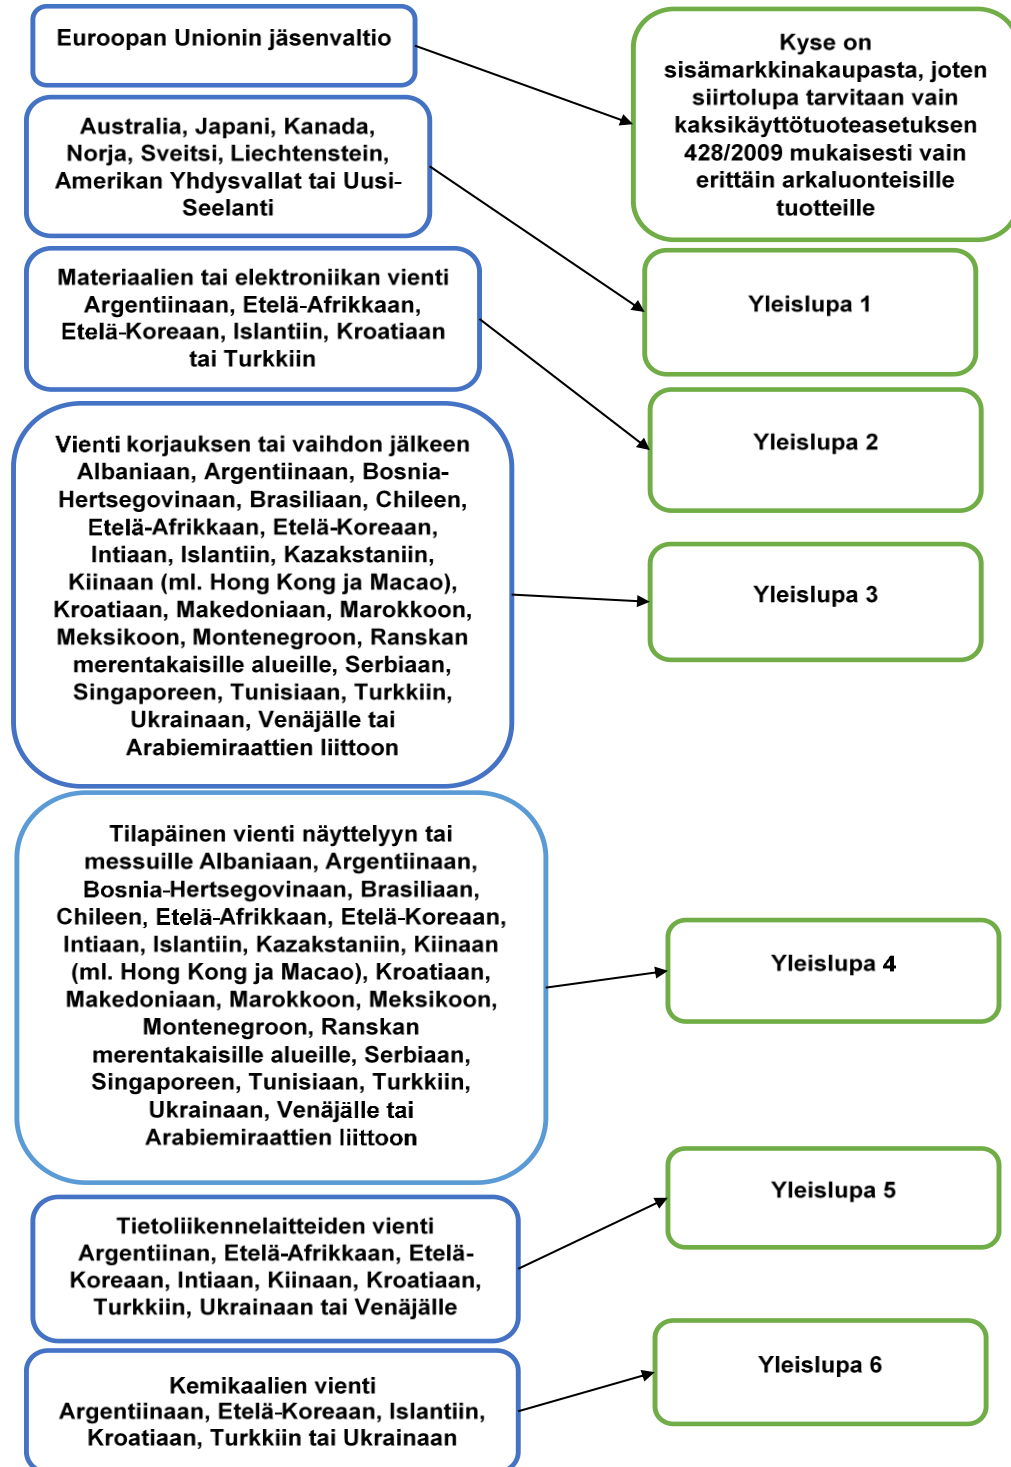 Euroopan Unionin jäsenvaltio
Kyse on
sisämarkkinakaupasta, joten
siirtolupa tarvitaan vain
kaksikäyttötuoteasetuksen
428/2009 mukaisesti vain
erittäin arkaluonteisille
tuotteille
Australia, Japani, Kanada,
Norja, Sveitsi, Liechtenstein,
Amerikan Yhdysvallat tai Uusi-
Seelanti
Yleislupa 1
Materiaalien tai elektroniikan vienti
Argentiinaan, Etelä-Afrikkaan,
Etelä-Koreaan, Islantiin, Kroatiaan
tai Turkkiin
Yleislupa 2
Vienti korjauksen tai vaihdon jälkeen
Albaniaan, Argentiinaan, Bosnia-
Hertsegovinaan, Brasiliaan, Chileen,
Etelä-Afrikkaan, Etelä-Koreaan,
Intiaan, Islantiin, Kazakstaniin,
Kiinaan (ml. Hong Kong ja Macao),
Kroatiaan, Makedoniaan, Marokkoon,
Meksikoon, Montenegroon, Ranskan
merentakaisille alueille, Serbiaan,
Singaporeen, Tunisiaan, Turkkiin,
Ukrainaan, Venäjälle tai
Arabiemiraattien liittoon
Yleislupa 3
Tilapäinen vienti näyttelyyn tai
messuille Albaniaan, Argentiinaan,
Bosnia-Hertsegovinaan, Brasiliaan,
Chileen, Etelä-Afrikkaan, Etelä-Koreaan,
Intiaan, Islantiin, Kazakstaniin, Kiinaan
(ml. Hong Kong ja Macao), Kroatiaan,
Makedoniaan, Marokkoon, Meksikoon,
Montenegroon, Ranskan
merentakaisille alueille, Serbiaan,
Singaporeen, Tunisiaan, Turkkiin,
Ukrainaan, Venäjälle tai
Arabiemiraattien liittoon
Yleislupa 4
Tietoliikennelaitteiden vienti
Argentiinan, Etelä-Afrikkaan, Etelä-
Koreaan, Intiaan, Kiinaan, Kroatiaan,
Turkkiin, Ukrainaan tai Venäjälle
Yleislupa 5
Kemikaalien vienti
Argentiinaan, Etelä-Koreaan, Islantiin,
Kroatiaan, Turkkiin tai Ukrainaan
Yleislupa 6